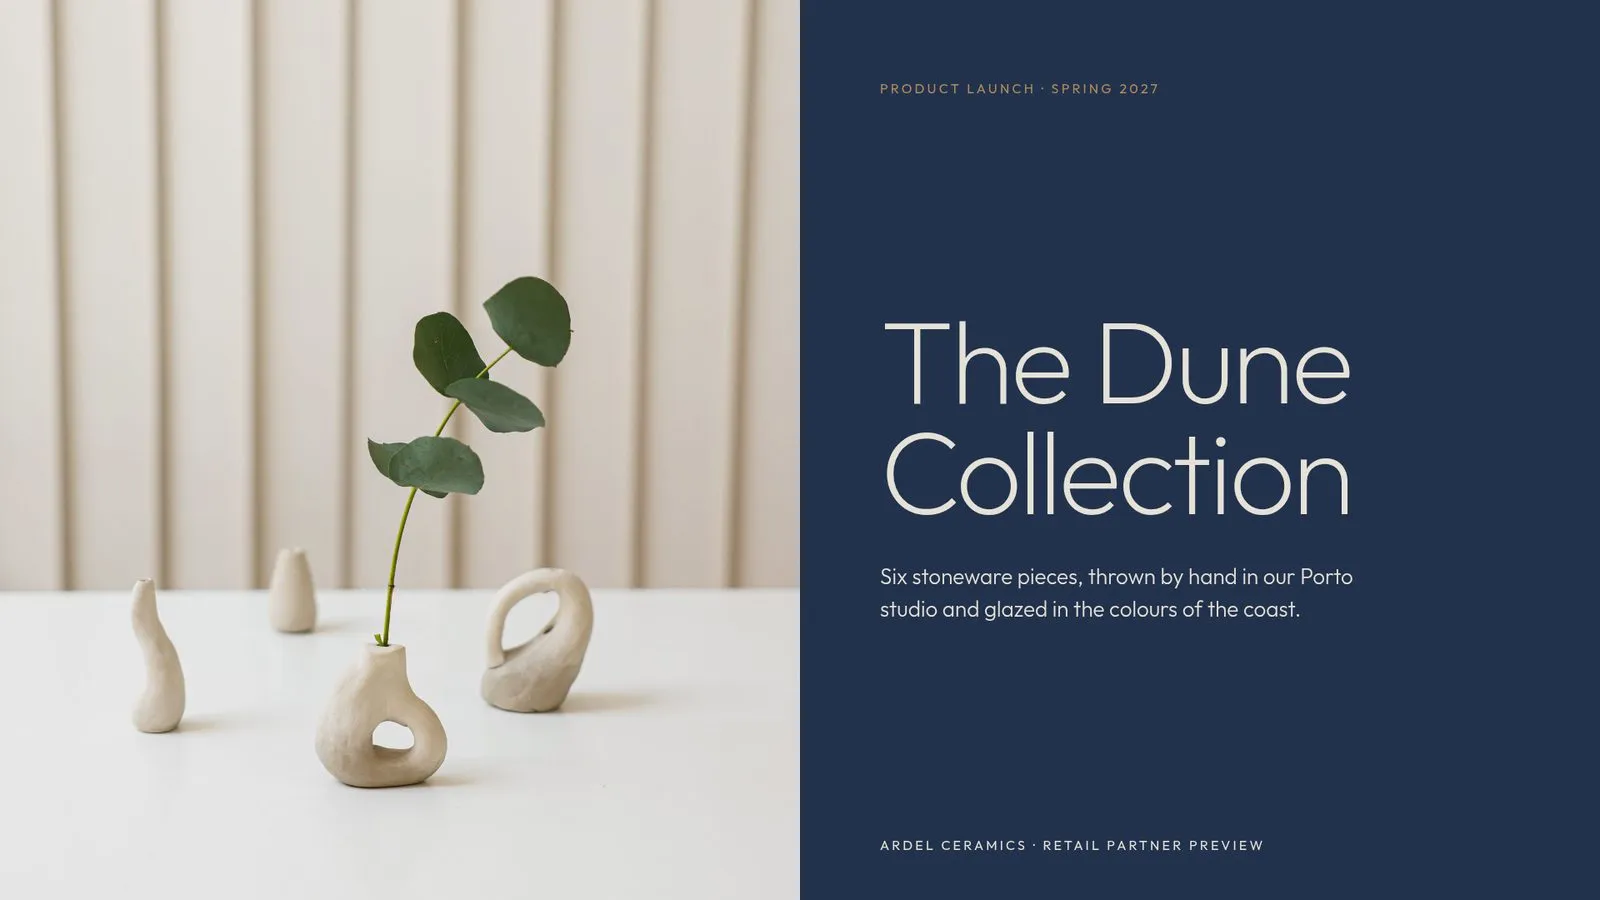 PRODUCT LAUNCH · SPRING 2027
The Dune
Collection
Six stoneware pieces, thrown by hand in our Porto
studio and glazed in the colours of the coast.
ARDEL CERAMICS · RETAIL PARTNER PREVIEW